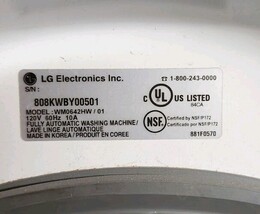 LG Electronics Inc.
☎ 1-800-243-0000
S/N :
808KWBY00501
MODEL : WM0642HW / 01
120V 60Hz 10A
FULLY AUTOMATIC WASHING MACHINE/
LAVE LINGE AUTOMATIQUE
MADE IN KOREA / PRODUIT EN COREE
C UL US LISTED
84CA
NSF
Certified by NSF/P172
Certifié par NSF/P172
881F0570